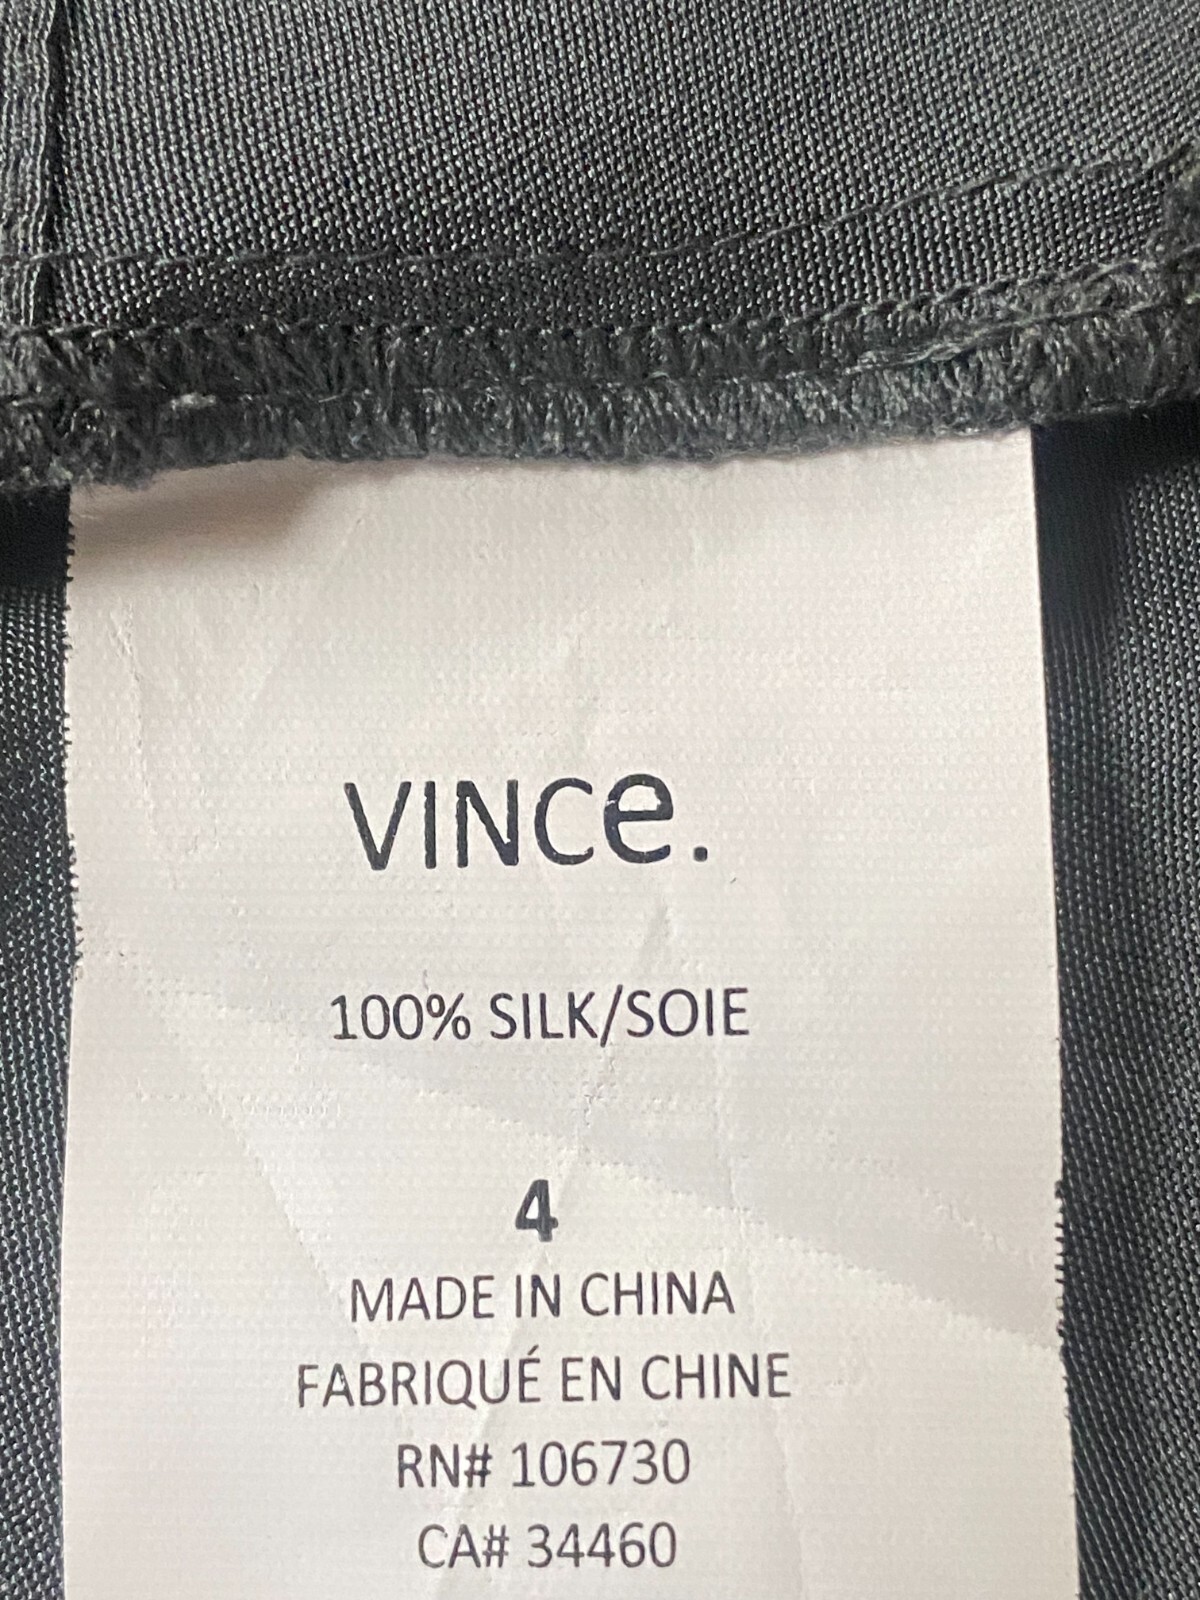 VINCe.
100% SILK/SOIE
4
MADE IN CHINA
FABRIQUÉ EN CHINE
RN# 106730
CA# 34460